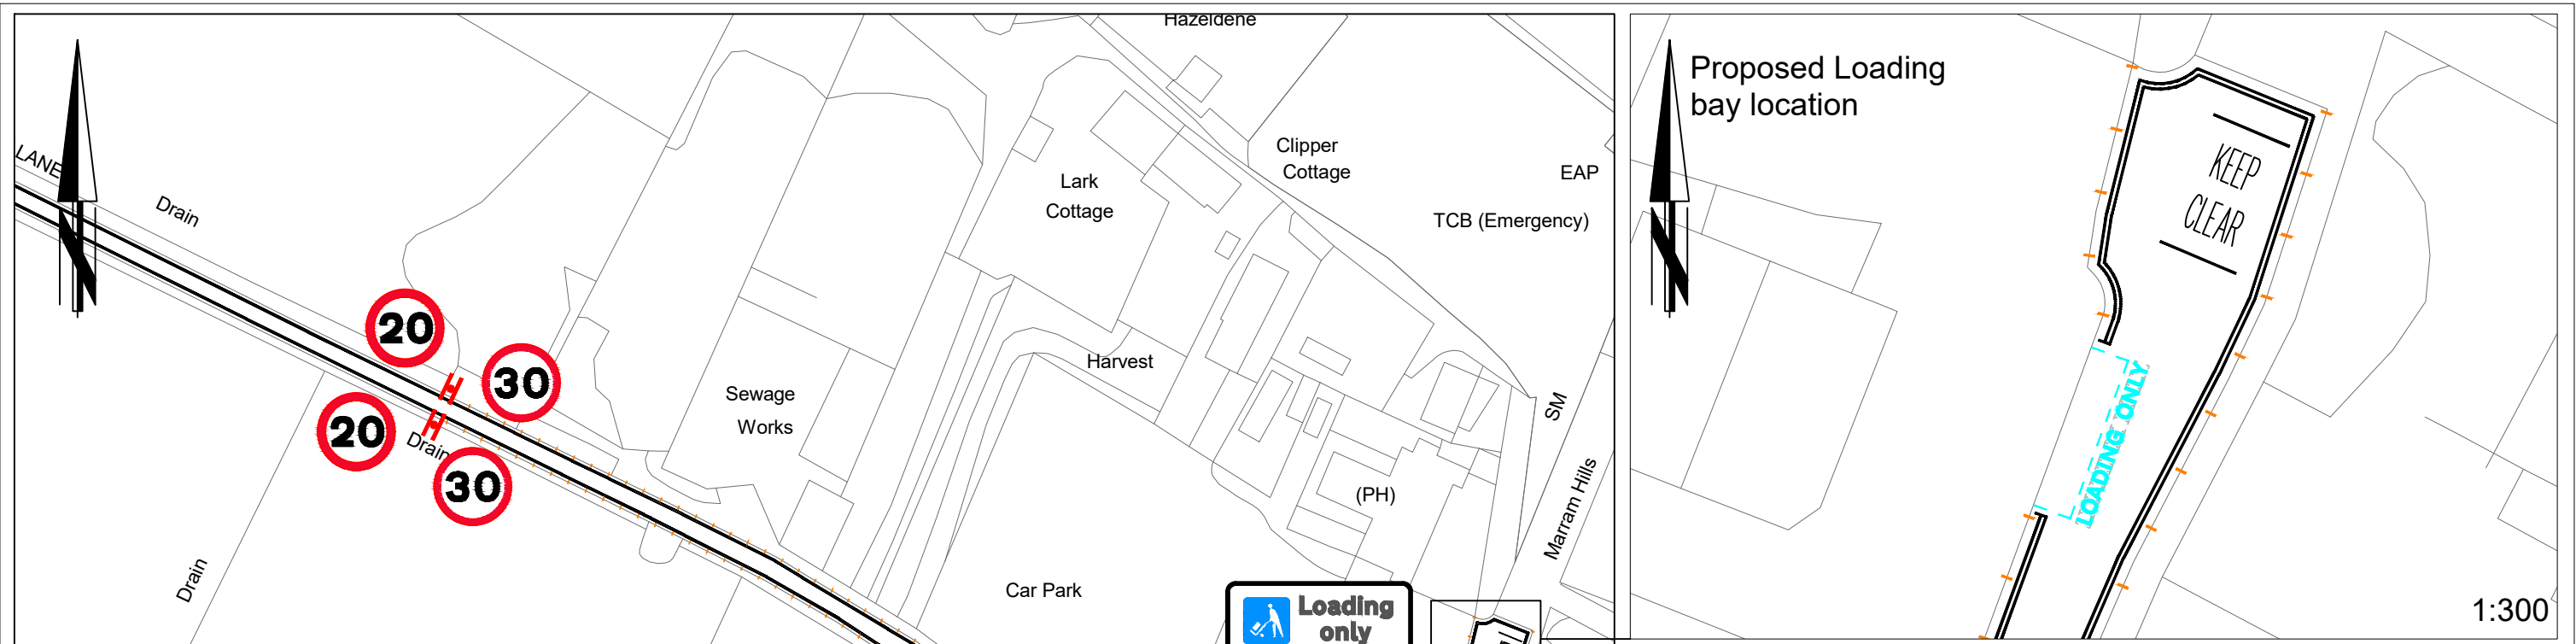 Hazeldene
Proposed Loading
bay location
Clipper
Cottage
EAP
LANE
Lark
Cottage
Drain
TCB (Emergency)
KEEP
CLEAR
20
30
Harvest
20
Drain
30
Sewage
Works
SM
(PH)
Marram Hills
LOADING ONLY
Drain
Car Park
Loading
only
1:300